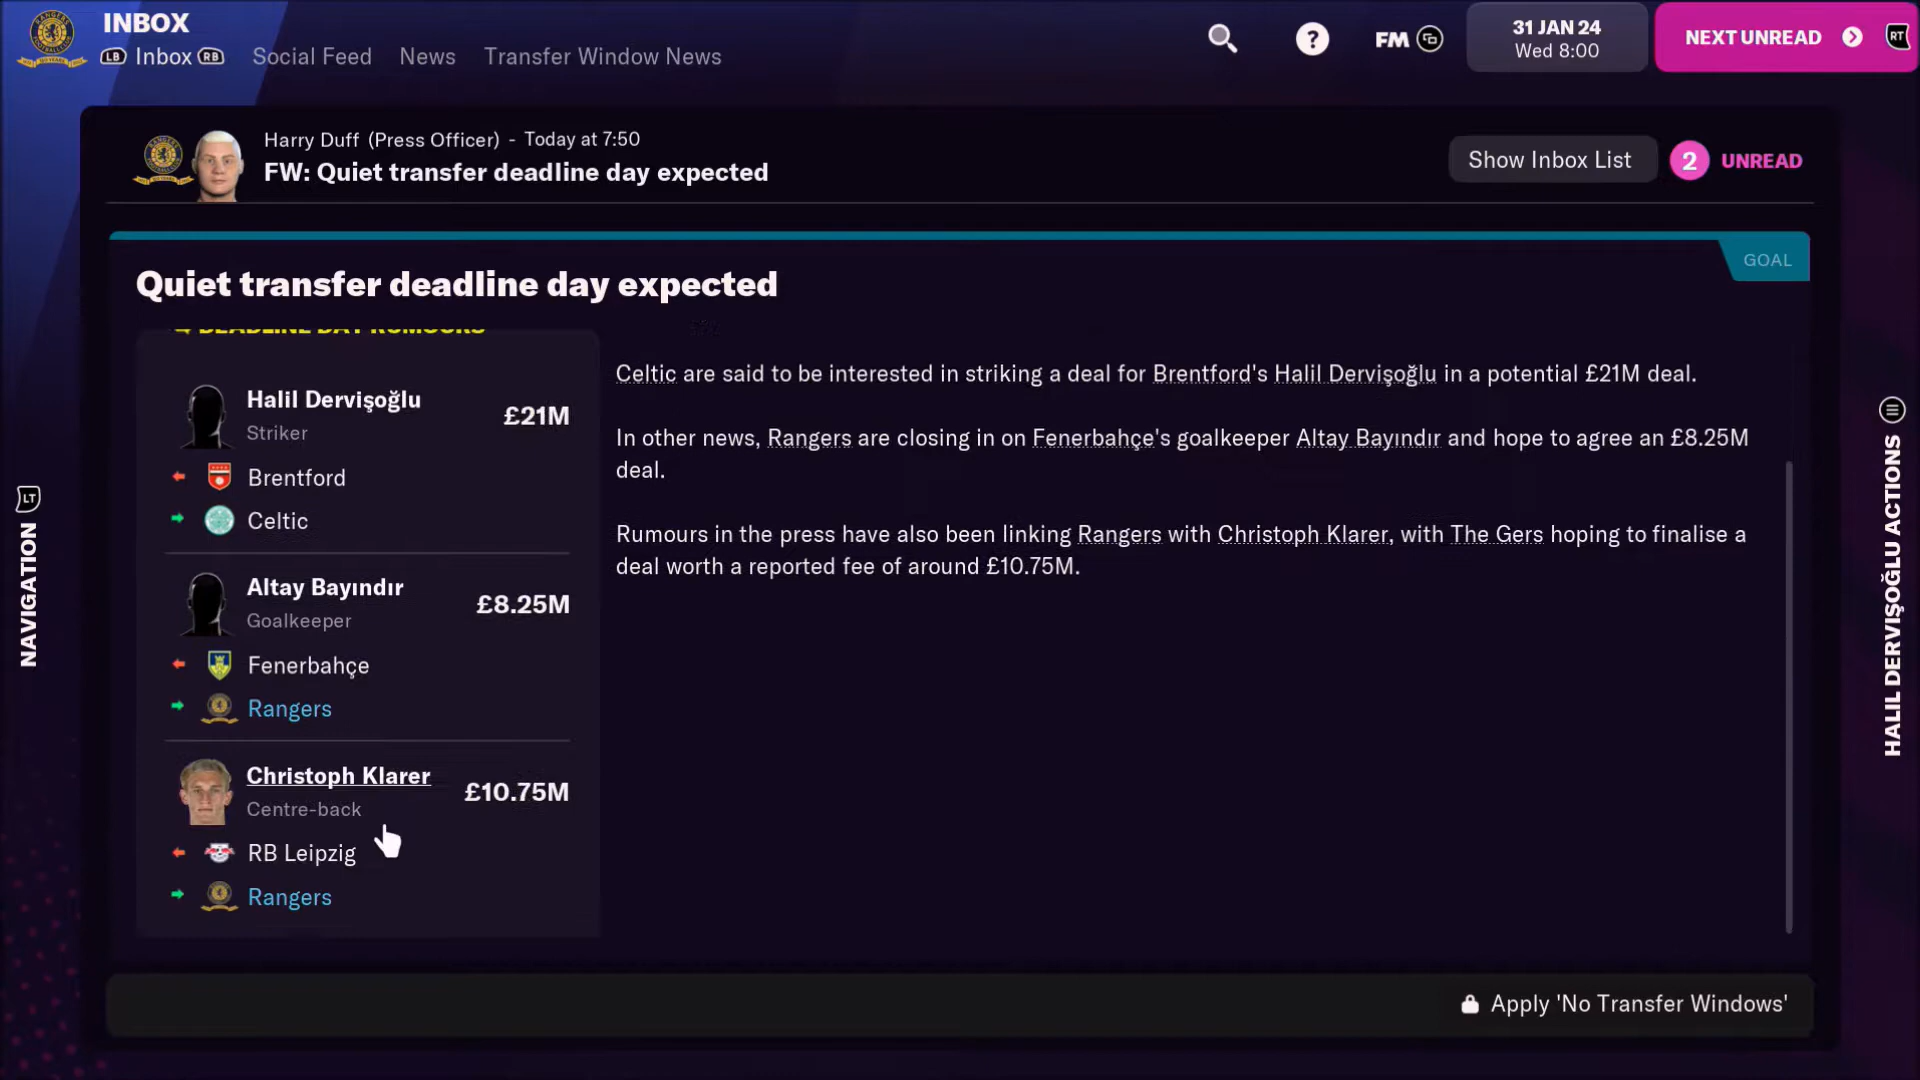 INBOX
LB Inbox RB Social Feed News Transfer Window News
FM
31 JAN 24
Wed 8:00
NEXT UNREAD RT
Harry Duff (Press Officer) - Today at 7:50
FW: Quiet transfer deadline day expected
Show Inbox List
2 UNREAD
GOAL
Quiet transfer deadline day expected
DEADLINE DAY RUMOURS
Halil Dervişoğlu
Striker
£21M
Brentford
Celtic
Altay Bayındır
Goalkeeper
£8.25M
Fenerbahçe
Rangers
Christoph Klarer
Centre-back
£10.75M
RB Leipzig
Rangers
Celtic are said to be interested in striking a deal for Brentford's Halil Dervişoğlu in a potential £21M deal.
In other news, Rangers are closing in on Fenerbahçe's goalkeeper Altay Bayındır and hope to agree an £8.25M
deal.
Rumours in the press have also been linking Rangers with Christoph Klarer, with The Gers hoping to finalise a
deal worth a reported fee of around £10.75M.
Apply 'No Transfer Windows'
NAVIGATION LT
HALIL DERVIŞOĞLU ACTIONS